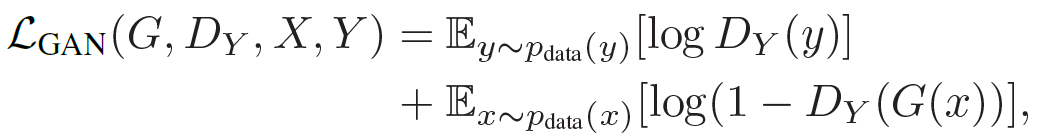 ℒ_GAN(G, D_Y, X, Y) = 𝔼_{y∼p_data(y)}[log D_Y(y)]
+ 𝔼_{x∼p_data(x)}[log(1 − D_Y(G(x))],